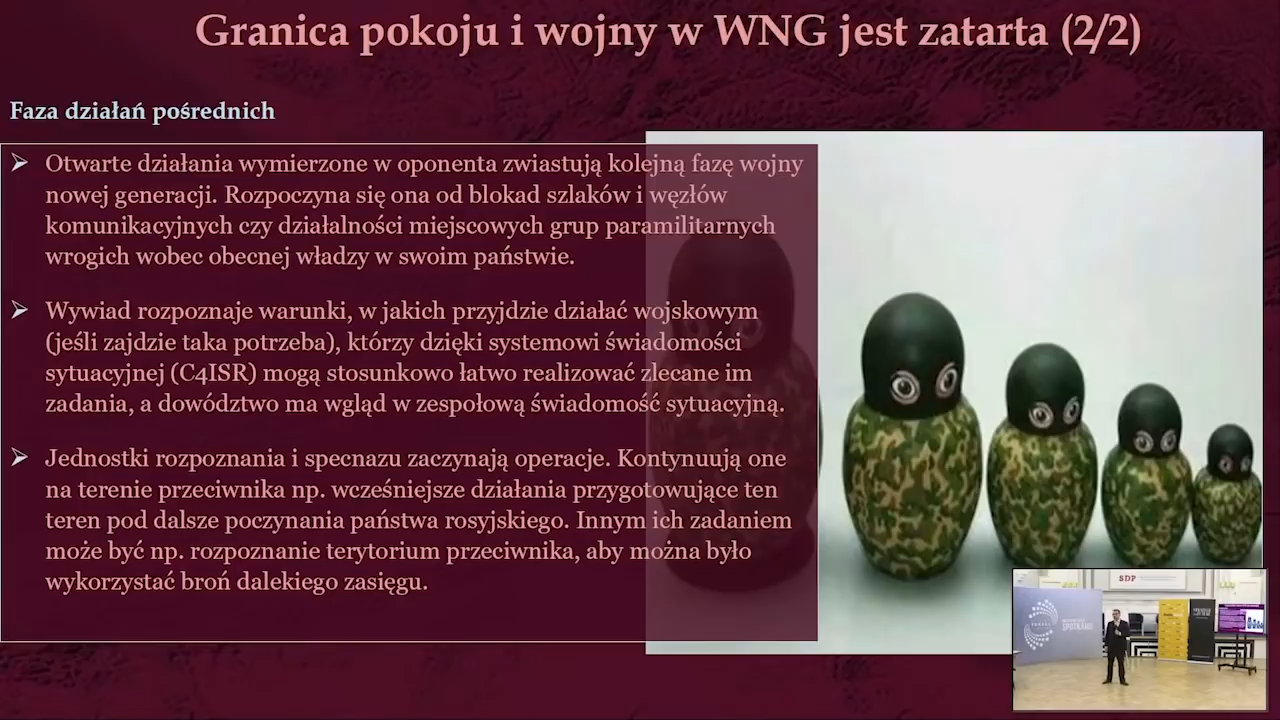 Granica pokoju i wojny w WNG jest zatarta (2/2)
Faza działań pośrednich
Otwarte działania wymierzone w oponenta zwiastują kolejną fazę wojny
nowej generacji. Rozpoczyna się ona od blokad szlaków i węzłów
komunikacyjnych czy działalności miejscowych grup paramilitarnych
wrogich wobec obecnej władzy w swoim państwie.
Wywiad rozpoznaje warunki, w jakich przyjdzie działać wojskowym
(jeśli zajdzie taka potrzeba), którzy dzięki systemowi świadomości
sytuacyjnej (C4ISR) mogą stosunkowo łatwo realizować zlecane im
zadania, a dowództwo ma wgląd w zespołową świadomość sytuacyjną.
Jednostki rozpoznania i specnazu zaczynają operacje. Kontynuują one
na terenie przeciwnika np. wcześniejsze działania przygotowujące ten
teren pod dalsze poczynania państwa rosyjskiego. Innym ich zadaniem
może być np. rozpoznanie terytorium przeciwnika, aby można było
wykorzystać broń dalekiego zasięgu.
SDP
SPOTKANIE